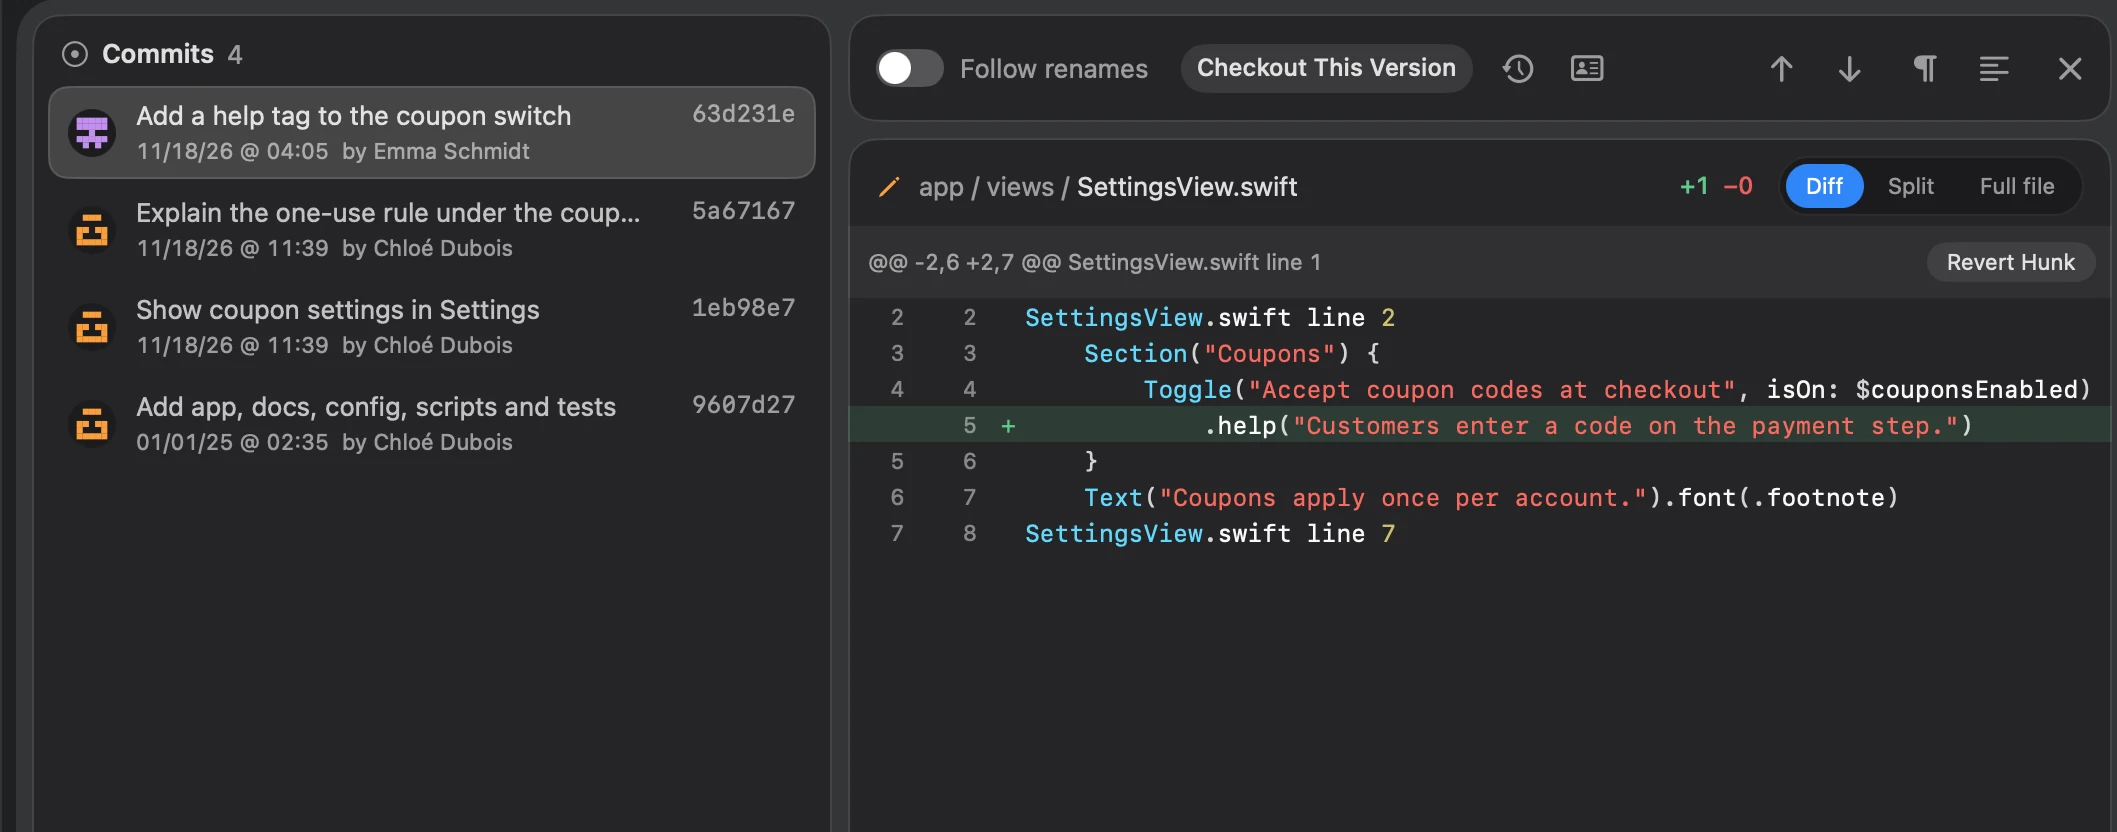 Commits 4
Add a help tag to the coupon switch 63d231e
11/18/26 @ 04:05 by Emma Schmidt
Explain the one-use rule under the coup... 5a67167
11/18/26 @ 11:39 by Chloé Dubois
Show coupon settings in Settings 1eb98e7
11/18/26 @ 11:39 by Chloé Dubois
Add app, docs, config, scripts and tests 9607d27
01/01/25 @ 02:35 by Chloé Dubois
Follow renames Checkout This Version
app / views / SettingsView.swift +1 −0 Diff Split Full file
@@ -2,6 +2,7 @@ SettingsView.swift line 1 Revert Hunk
2 2 SettingsView.swift line 2
3 3 Section("Coupons") {
4 4 Toggle("Accept coupon codes at checkout", isOn: $couponsEnabled)
5 + .help("Customers enter a code on the payment step.")
5 6 }
6 7 Text("Coupons apply once per account.").font(.footnote)
7 8 SettingsView.swift line 7